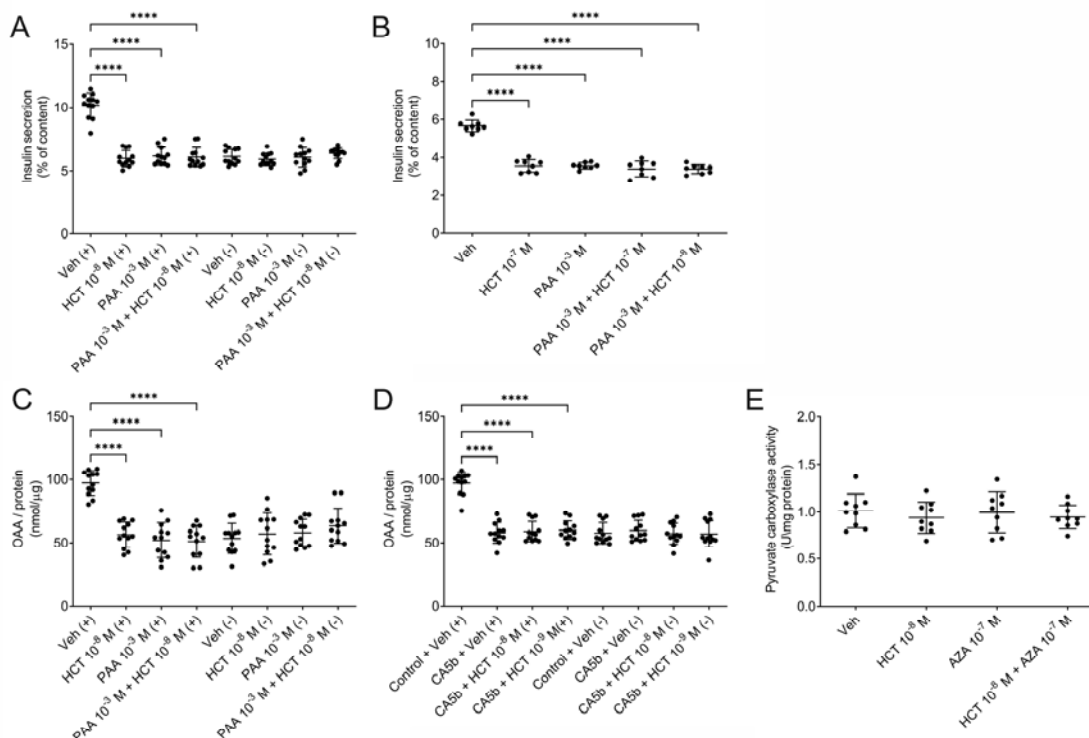 A
****
****
****
Insulin secretion
(% of content)
15
10
5
0
Veh (+)
HCT 10⁻⁸ M (+)
PAA 10⁻³ M (+)
PAA 10⁻³ M + HCT 10⁻⁸ M (+)
Veh (-)
HCT 10⁻⁸ M (-)
PAA 10⁻³ M (-)
PAA 10⁻³ M + HCT 10⁻⁸ M (-)
B
****
****
****
****
Insulin secretion
(% of content)
10
8
6
4
2
0
Veh
HCT 10⁻⁷ M
PAA 10⁻³ M
PAA 10⁻³ M + HCT 10⁻⁷ M
PAA 10⁻³ M + HCT 10⁻⁸ M
C
****
****
****
DAA / protein
(nmol/µg)
150
100
50
0
Veh (+)
HCT 10⁻⁸ M (+)
PAA 10⁻³ M (+)
PAA 10⁻³ M + HCT 10⁻⁸ M (+)
Veh (-)
HCT 10⁻⁸ M (-)
PAA 10⁻³ M (-)
PAA 10⁻³ M + HCT 10⁻⁸ M (-)
D
****
****
****
DAA / protein
(nmol/µg)
150
100
50
0
Control + Veh (+)
CA5b + Veh (+)
CA5b + HCT 10⁻⁸ M (+)
CA5b + HCT 10⁻⁹ M(+)
Control + Veh (-)
CA5b + Veh (-)
CA5b + HCT 10⁻⁸ M (-)
CA5b + HCT 10⁻⁹ M (-)
E
Pyruvate carboxylase activity
(U\mg protein)
2.0
1.5
1.0
0.5
0.0
Veh
HCT 10⁻⁸ M
AZA 10⁻⁷ M
HCT 10⁻⁸ M + AZA 10⁻⁷ M